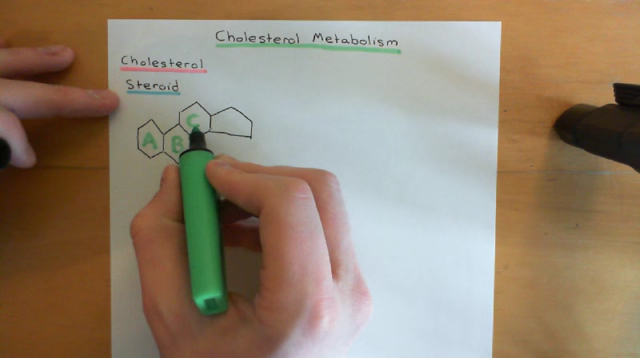 Cholesterol Metabolism
Cholesterol
Steroid
A B C